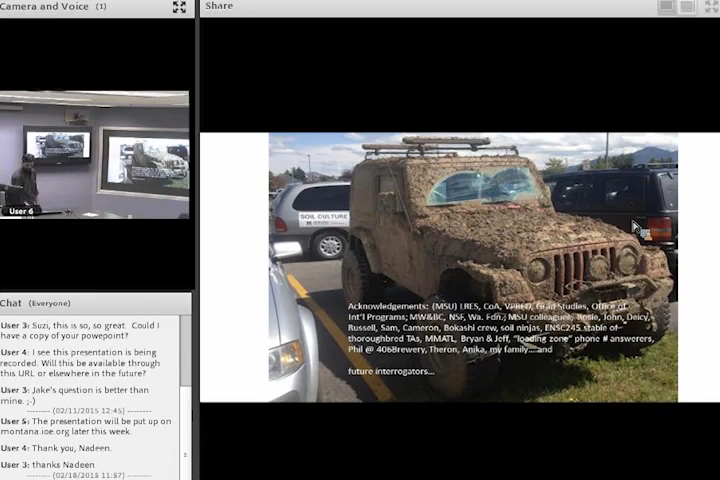 Camera and Voice (1)
Share
User 6
Chat (Everyone)
User 3: Suzi, this is so, so great. Could I
have a copy of your powepoint?
User 4: I see this presentation is being
recorded. Will this be available through
this URL or elsewhere in the future?
User 3: Jake's question is better than
mine. ;-)
-------- (02/11/2015 12:45) --------
User 5: The presentation will be put up on
montana.ioe.org later this week.
User 4: Thank you, Nadeen.
User 3: thanks Nadeen
-------- (02/18/2015 11:57) --------
SOIL CULTURE
Acknowledgements: (MSU) LRES, CoA, VPRED, Grad Studies, Office of
Int'l Programs; MW&BC, NSF, Wa. Fdn.; MSU colleagues, Rosie, John, Deicy,
Russell, Sam, Cameron, Bokashi crew, soil ninjas, ENSC245 stable of
thoroughbred TAs, MMATL, Bryan & Jeff, "loading zone" phone # answerers,
Phil @ 406Brewery, Theron, Anika, my family....and
future interrogators...